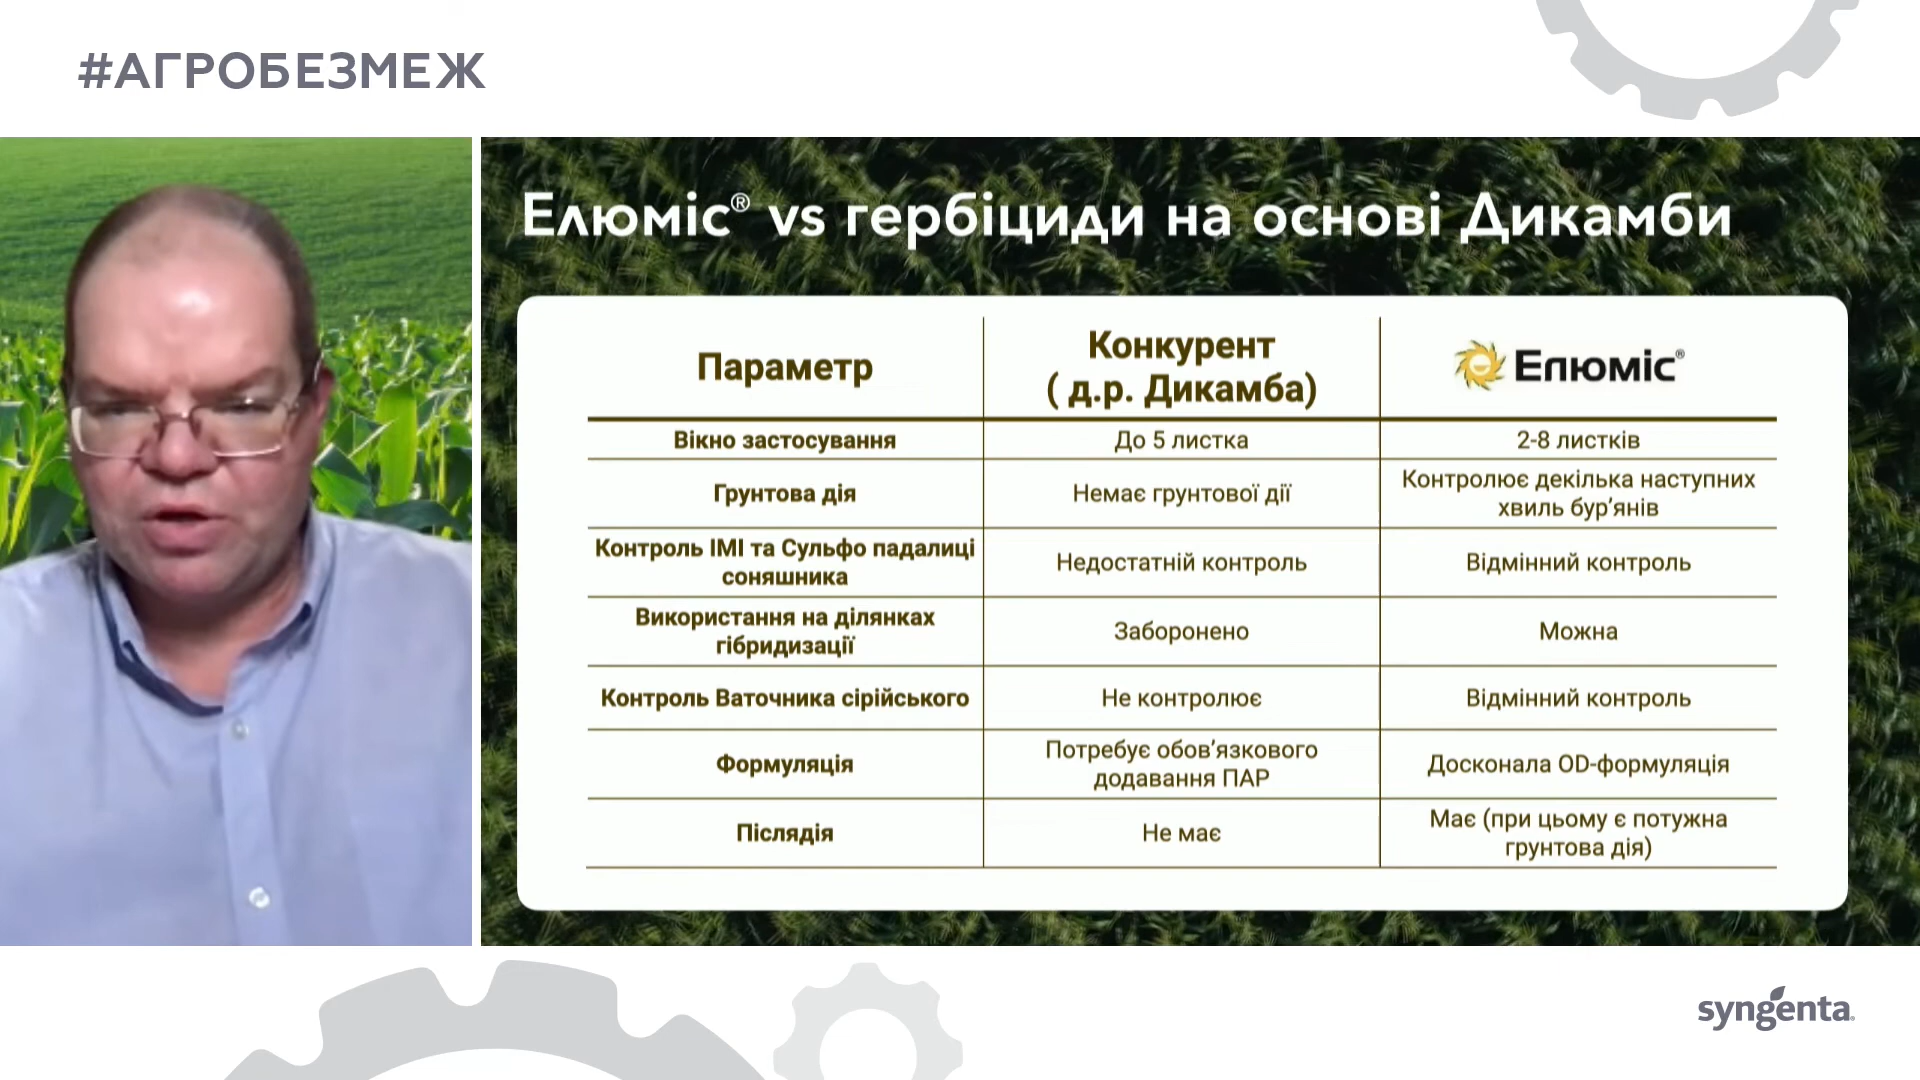 #АГРОБЕЗМЕЖ
Елюміс® vs гербіциди на основі Дикамби
Параметр
Конкурент
( д.р. Дикамба)
Елюміс®
Вікно застосування
До 5 листка
2-8 листків
Грунтова дія
Немає грунтової дії
Контролює декілька наступних
хвиль бур’янів
Контроль ІМІ та Сульфо падалиці
соняшника
Недостатній контроль
Відмінний контроль
Використання на ділянках
гібридизації
Заборонено
Можна
Контроль Ваточника сірійського
Не контролює
Відмінний контроль
Формуляція
Потребує обов’язкового
додавання ПАР
Досконала OD-формуляція
Післядія
Не має
Має (при цьому є потужна
грунтова дія)
syngenta